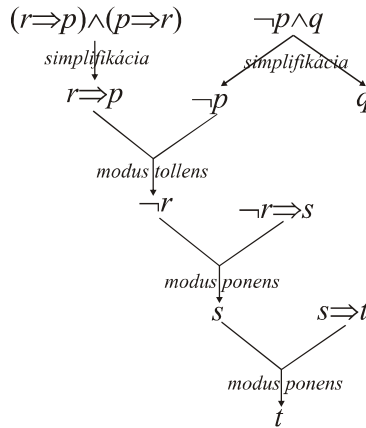 (r⇒p)∧(p⇒r) ¬p∧q
simplifikácia simplifikácia
r⇒p ¬p q
modus tollens
¬r ¬r⇒s
modus ponens
s s⇒t
modus ponens
t